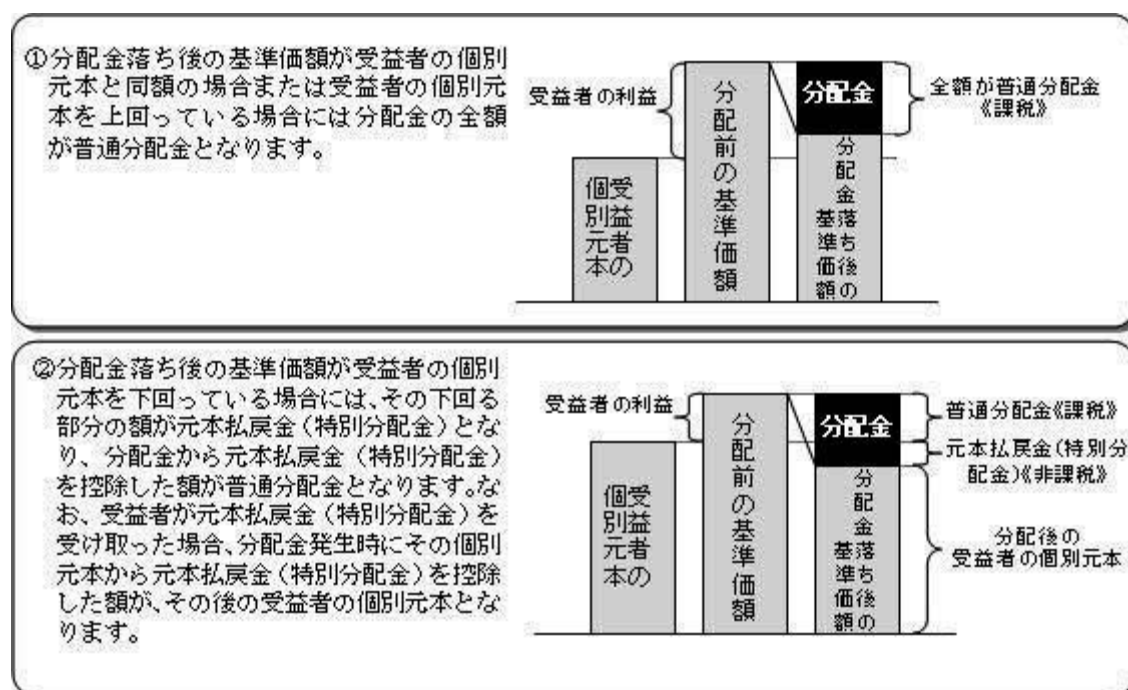 ①分配金落ち後の基準価額が受益者の個別
元本と同額の場合または受益者の個別元
本を上回っている場合には分配金の全額
が普通分配金となります。
受益者の利益
個別元本
受益者の
分配前の基準価額
分配金
分配金落ち後の
基準価額
全額が普通分配金
《課税》
②分配金落ち後の基準価額が受益者の個別
元本を下回っている場合には、その下回る
部分の額が元本払戻金（特別分配金）とな
り、分配金から元本払戻金（特別分配金）
を控除した額が普通分配金となります。な
お、受益者が元本払戻金（特別分配金）を
受け取った場合、分配金発生時にその個別
元本から元本払戻金（特別分配金）を控除
した額が、その後の受益者の個別元本とな
ります。
受益者の利益
受益者の
個別元本
分配前の基準価額
分配金
分配金落ち後の
基準価額
普通分配金《課税》
元本払戻金（特別分
配金）《非課税》
分配後の
受益者の個別元本